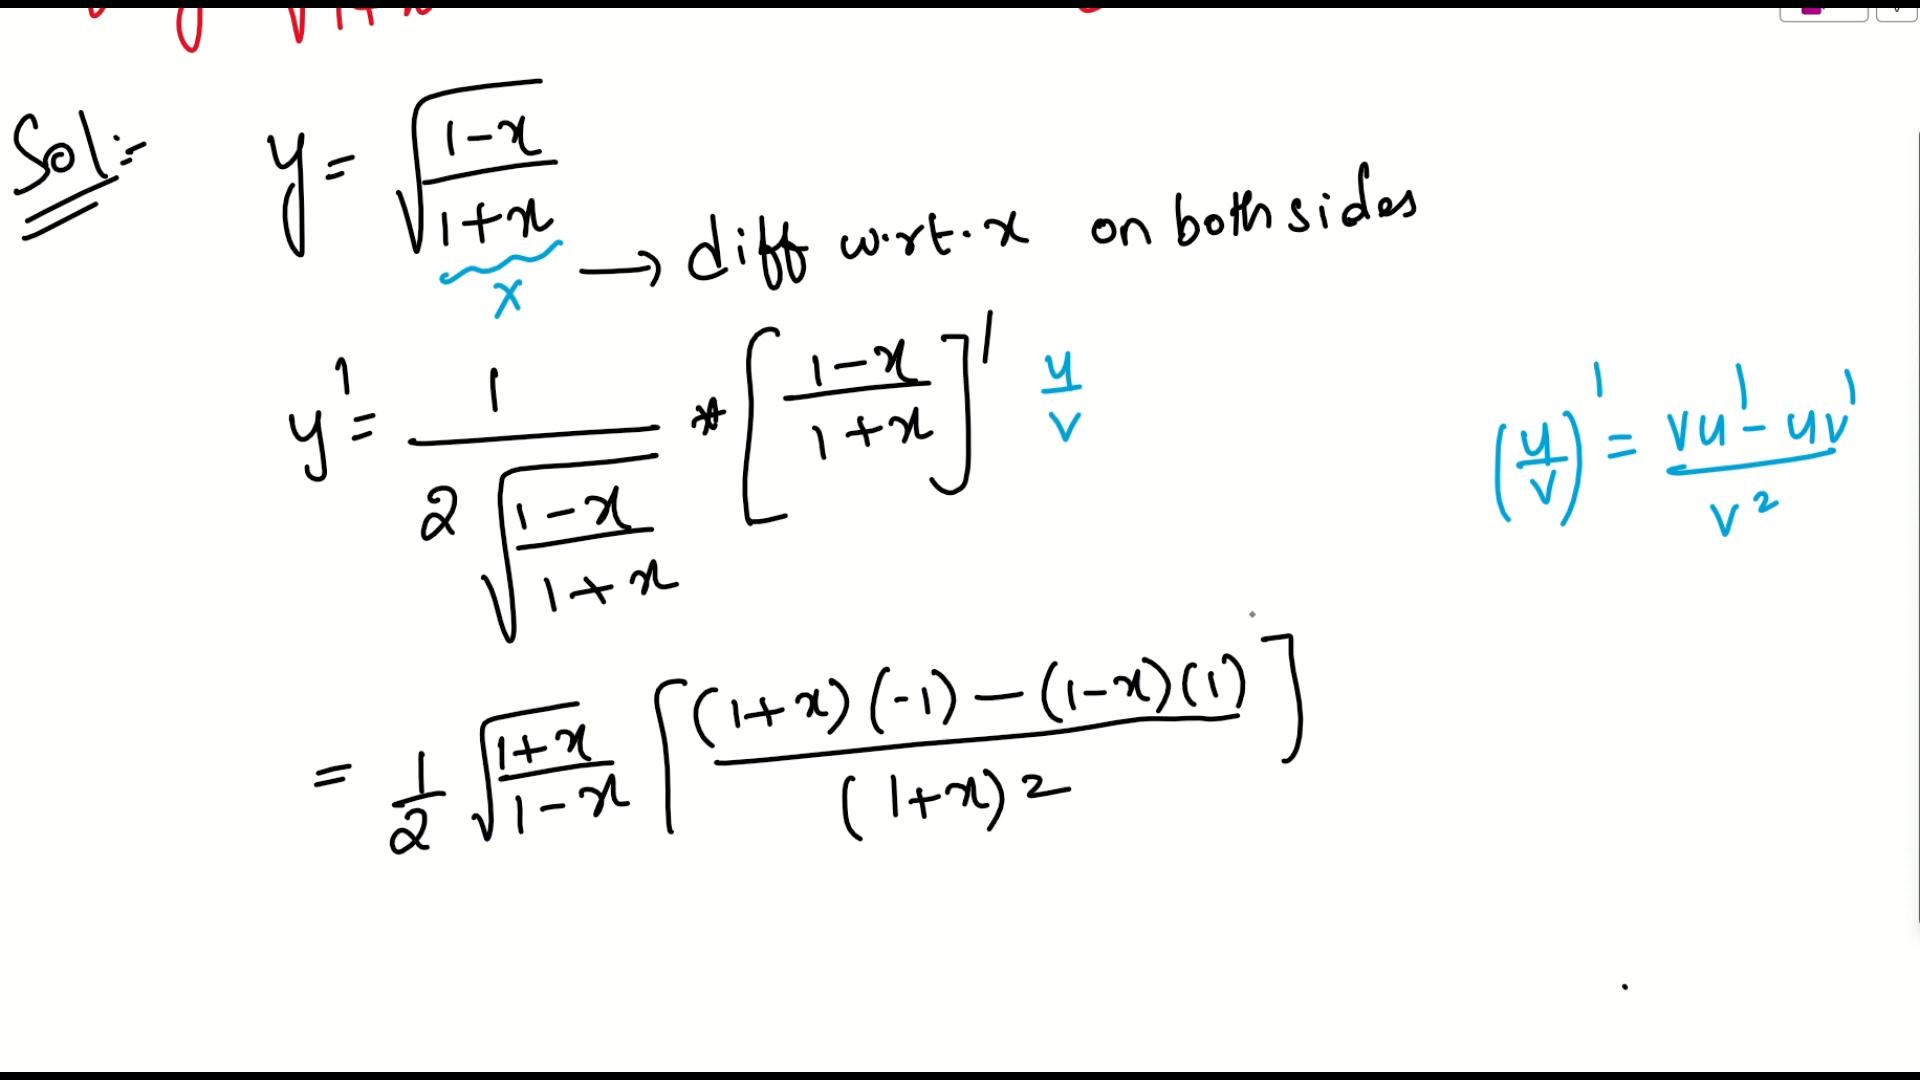 Sol:- y = √((1-x)/(1+x)) → diff w.r.t. x on both sides
x
y' = 1/(2√((1-x)/(1+x))) * [(1-x)/(1+x)]' u/v (u/v)' = (vu' - uv')/v²
= 1/2 √((1+x)/(1-x)) [((1+x)(-1) - (1-x)(1))/(1+x)²]